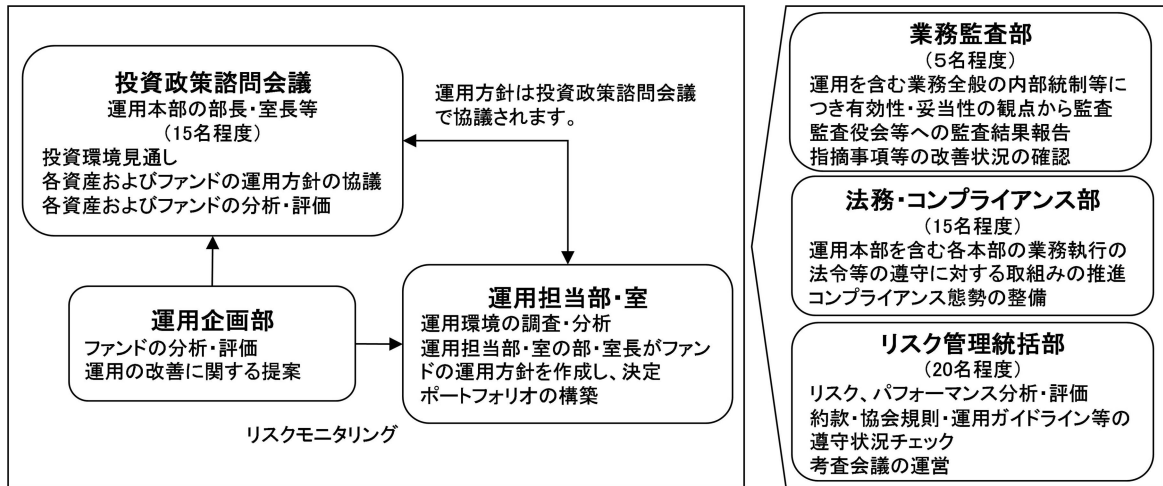 投資政策諮問会議
運用本部の部長・室長等
(15名程度)
投資環境見通し
各資産およびファンドの運用方針の協議
各資産およびファンドの分析・評価
運用方針は投資政策諮問会議
で協議されます。
運用企画部
ファンドの分析・評価
運用の改善に関する提案
運用担当部・室
運用環境の調査・分析
運用担当部・室の部・室長がファン
ドの運用方針を作成し、決定
ポートフォリオの構築
リスクモニタリング
業務監査部
(5名程度)
運用を含む業務全般の内部統制等に
つき有効性・妥当性の観点から監査
監査役会等への監査結果報告
指摘事項等の改善状況の確認
法務・コンプライアンス部
(15名程度)
運用本部を含む各本部の業務執行の
法令等の遵守に対する取組みの推進
コンプライアンス態勢の整備
リスク管理統括部
(20名程度)
リスク、パフォーマンス分析・評価
約款・協会規則・運用ガイドライン等の
遵守状況チェック
考査会議の運営